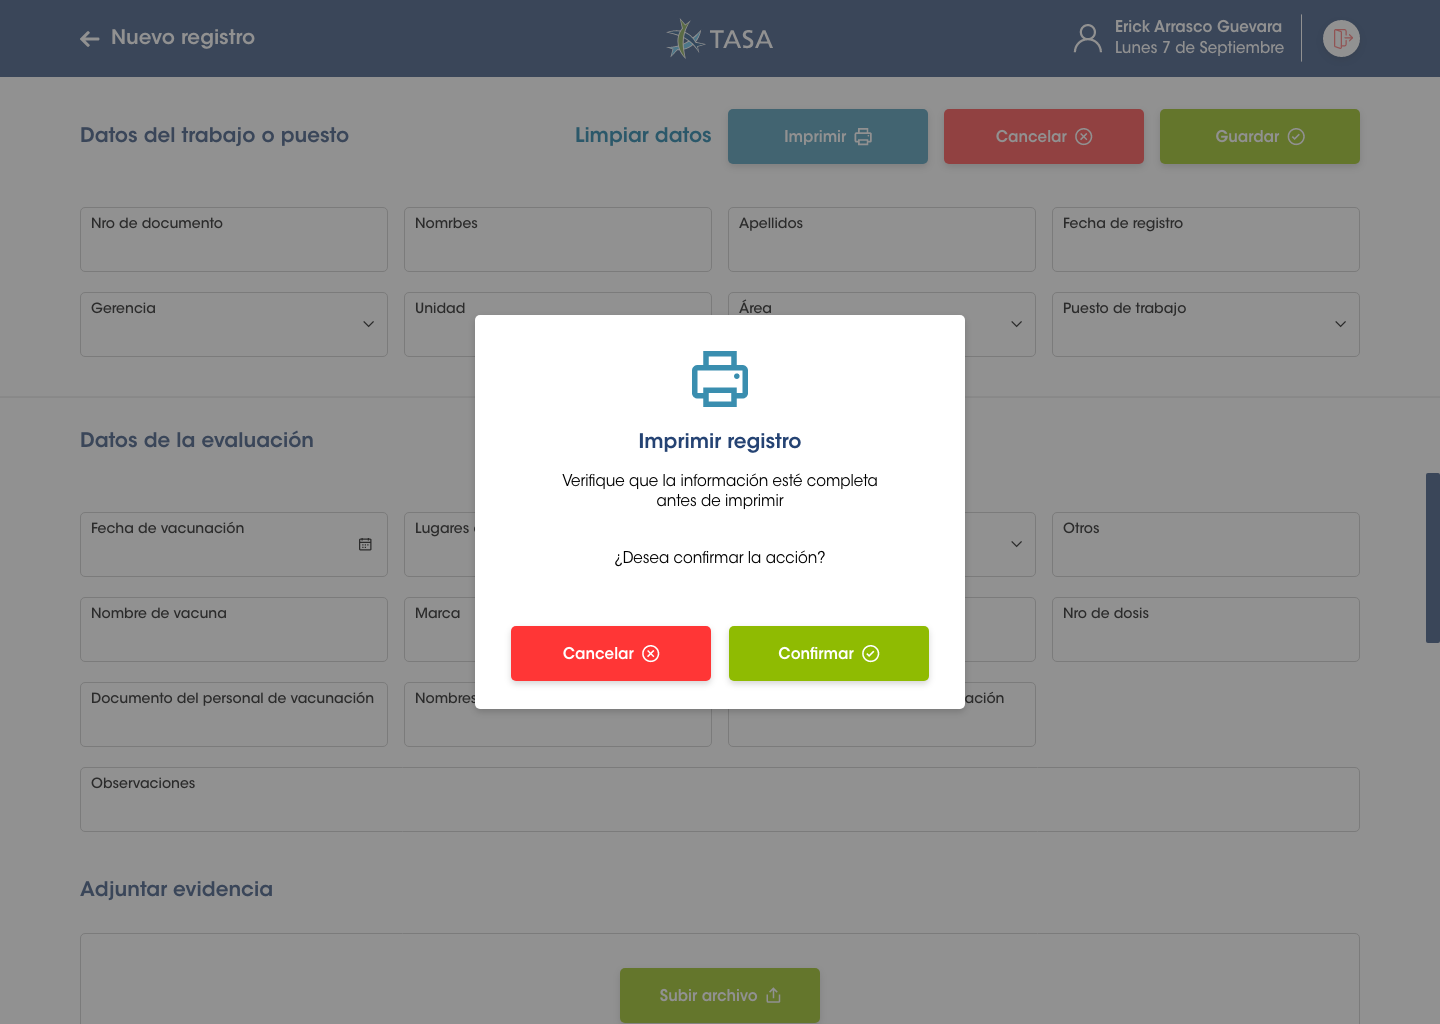 Nuevo registro
TASA
Erick Arrasco Guevara
Lunes 7 de Septiembre
Datos del trabajo o puesto
Limpiar datos
Imprimir
Cancelar
Guardar
Nro de documento
Nomrbes
Apellidos
Fecha de registro
Gerencia
Unidad
Área
Puesto de trabajo
Imprimir registro
Verifique que la información esté completa
antes de imprimir
¿Desea confirmar la acción?
Cancelar
Confirmar
Datos de la evaluación
Fecha de vacunación
Lugares
Otros
Nombre de vacuna
Marca
Nro de dosis
Documento del personal de vacunación
Nombres
Observaciones
Adjuntar evidencia
Subir archivo